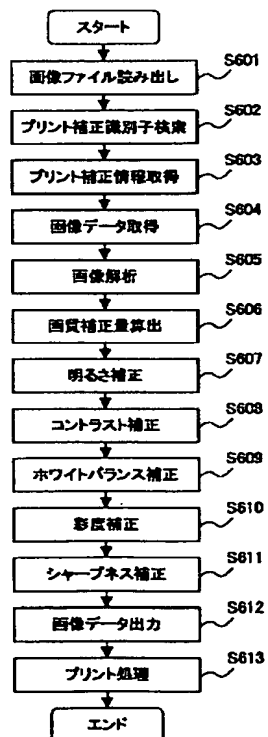 スタート
画像ファイル読み出し S601
プリント補正識別子検索 S602
プリント補正情報取得 S603
画像データ取得 S604
画像解析 S605
画質補正量算出 S606
明るさ補正 S607
コントラスト補正 S608
ホワイトバランス補正 S609
彩度補正 S610
シャープネス補正 S611
画像データ出力 S612
プリント処理 S613
エンド